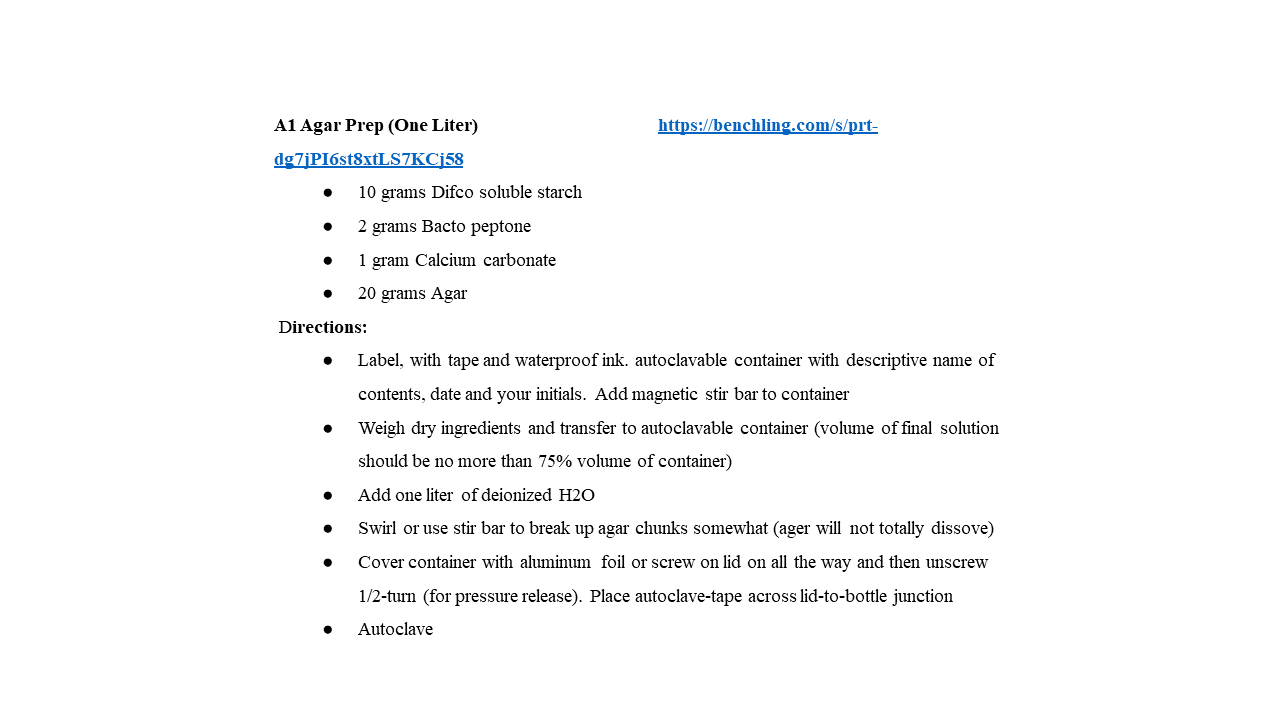 A1 Agar Prep (One Liter) https://benchling.com/s/prt-
dg7jPI6st8xtLS7KCj58
● 10 grams Difco soluble starch
● 2 grams Bacto peptone
● 1 gram Calcium carbonate
● 20 grams Agar
Directions:
● Label, with tape and waterproof ink. autoclavable container with descriptive name of
contents, date and your initials. Add magnetic stir bar to container
● Weigh dry ingredients and transfer to autoclavable container (volume of final solution
should be no more than 75% volume of container)
● Add one liter of deionized H2O
● Swirl or use stir bar to break up agar chunks somewhat (ager will not totally dissove)
● Cover container with aluminum foil or screw on lid on all the way and then unscrew
1/2-turn (for pressure release). Place autoclave-tape across lid-to-bottle junction
● Autoclave